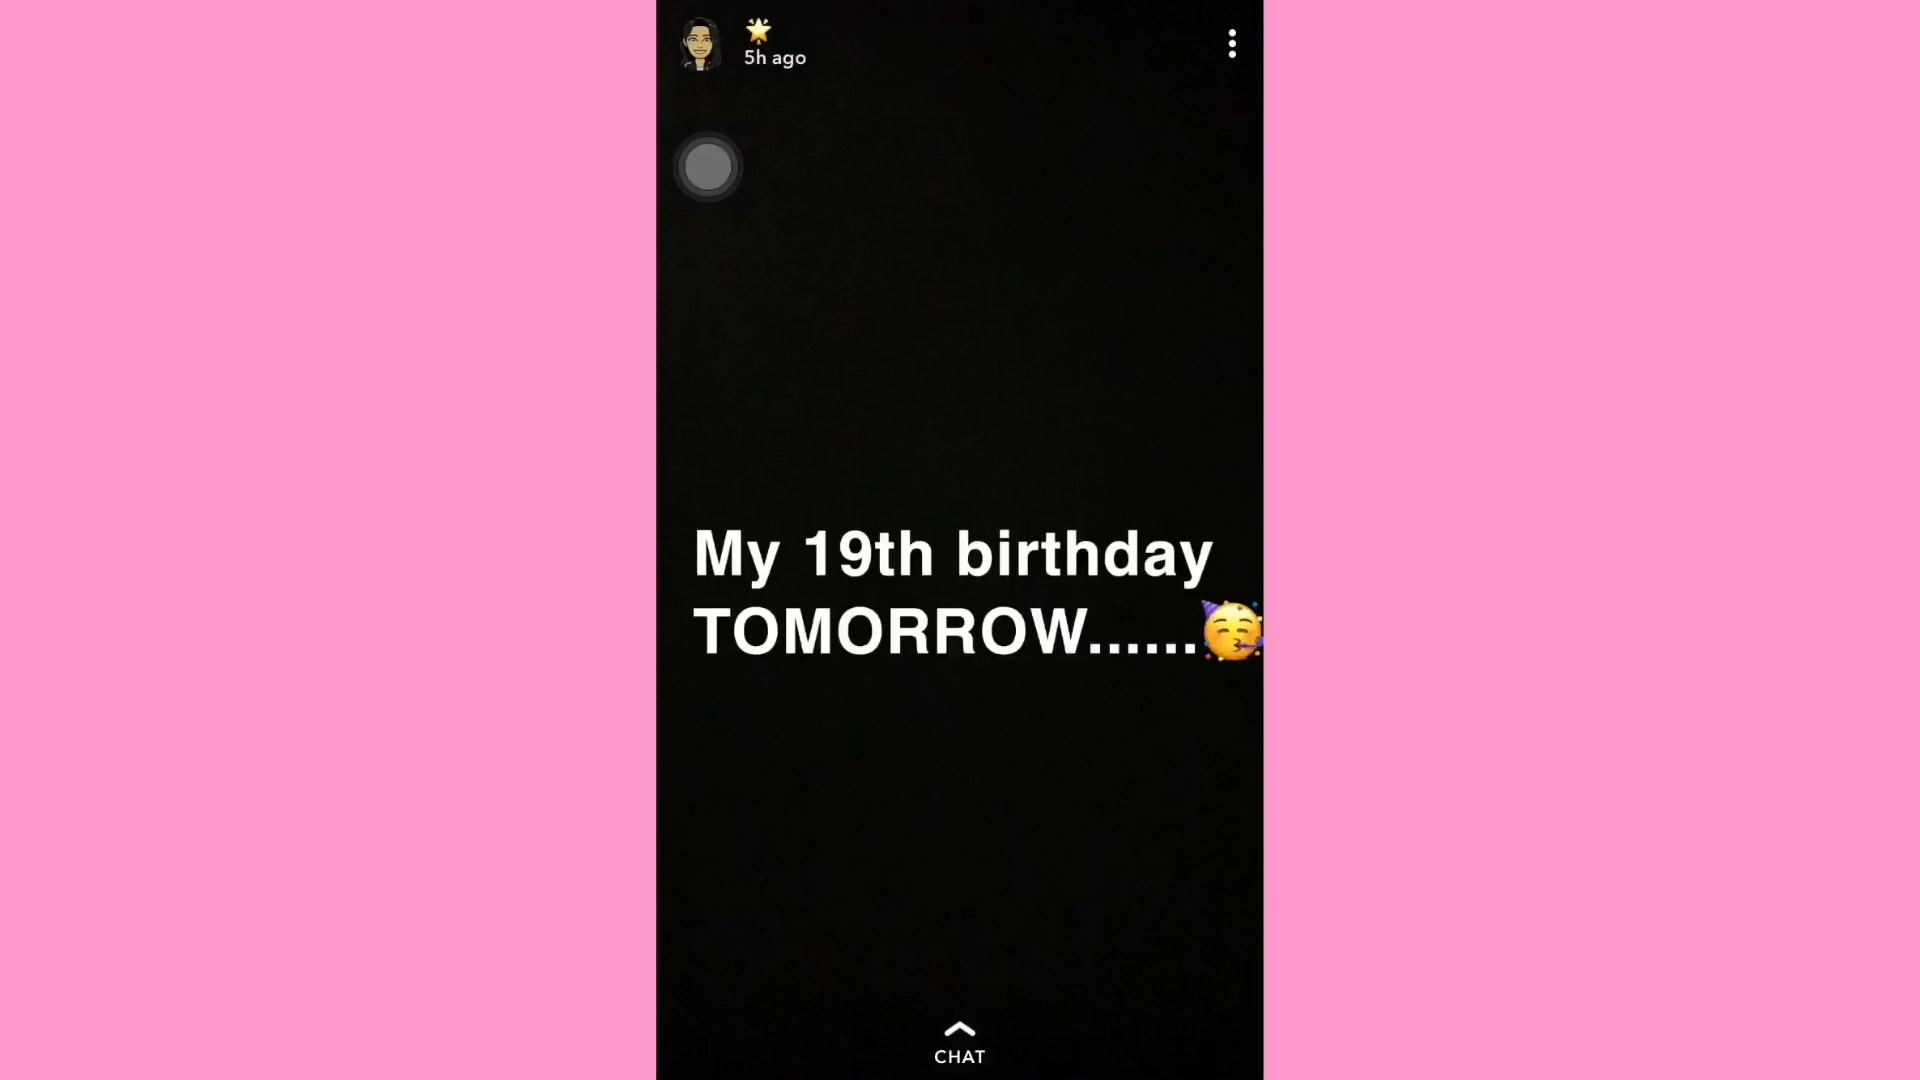 🌟
5h ago
My 19th birthday
TOMORROW......🥳
CHAT